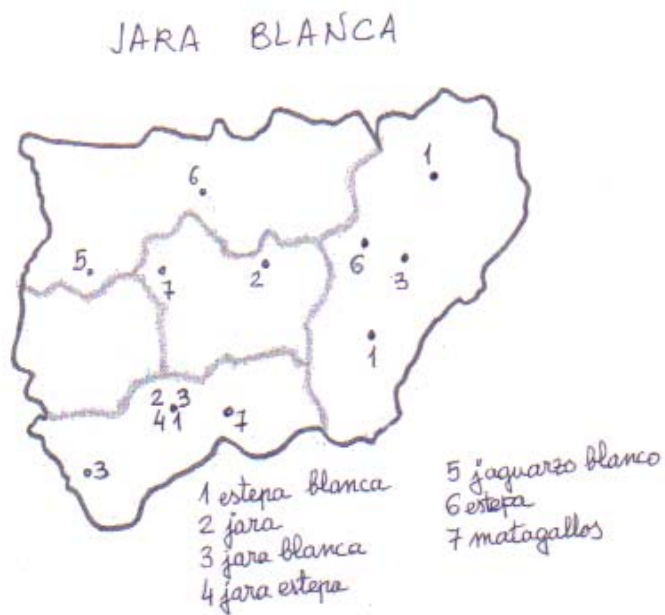 JARA BLANCA
1
6
6
5
7
2
3
1
2 3
4 1
7
3
1 estepa blanca
2 jara
3 jara blanca
4 jara estepa
5 jaguarzo blanco
6 estepa
7 matagallos